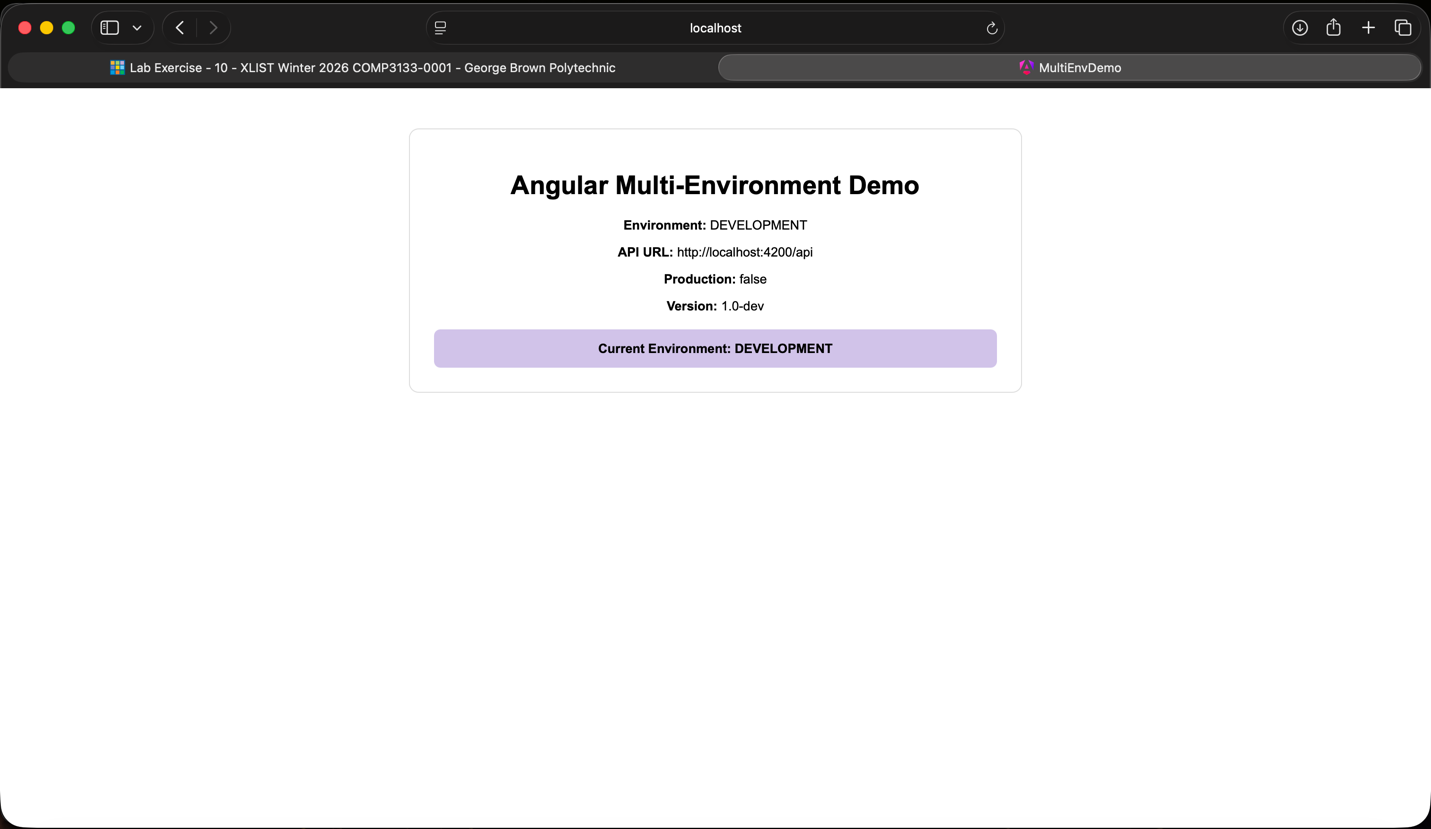 localhost
Lab Exercise - 10 - XLIST Winter 2026 COMP3133-0001 - George Brown Polytechnic
MultiEnvDemo
Angular Multi-Environment Demo
Environment: DEVELOPMENT
API URL: http://localhost:4200/api
Production: false
Version: 1.0-dev
Current Environment: DEVELOPMENT